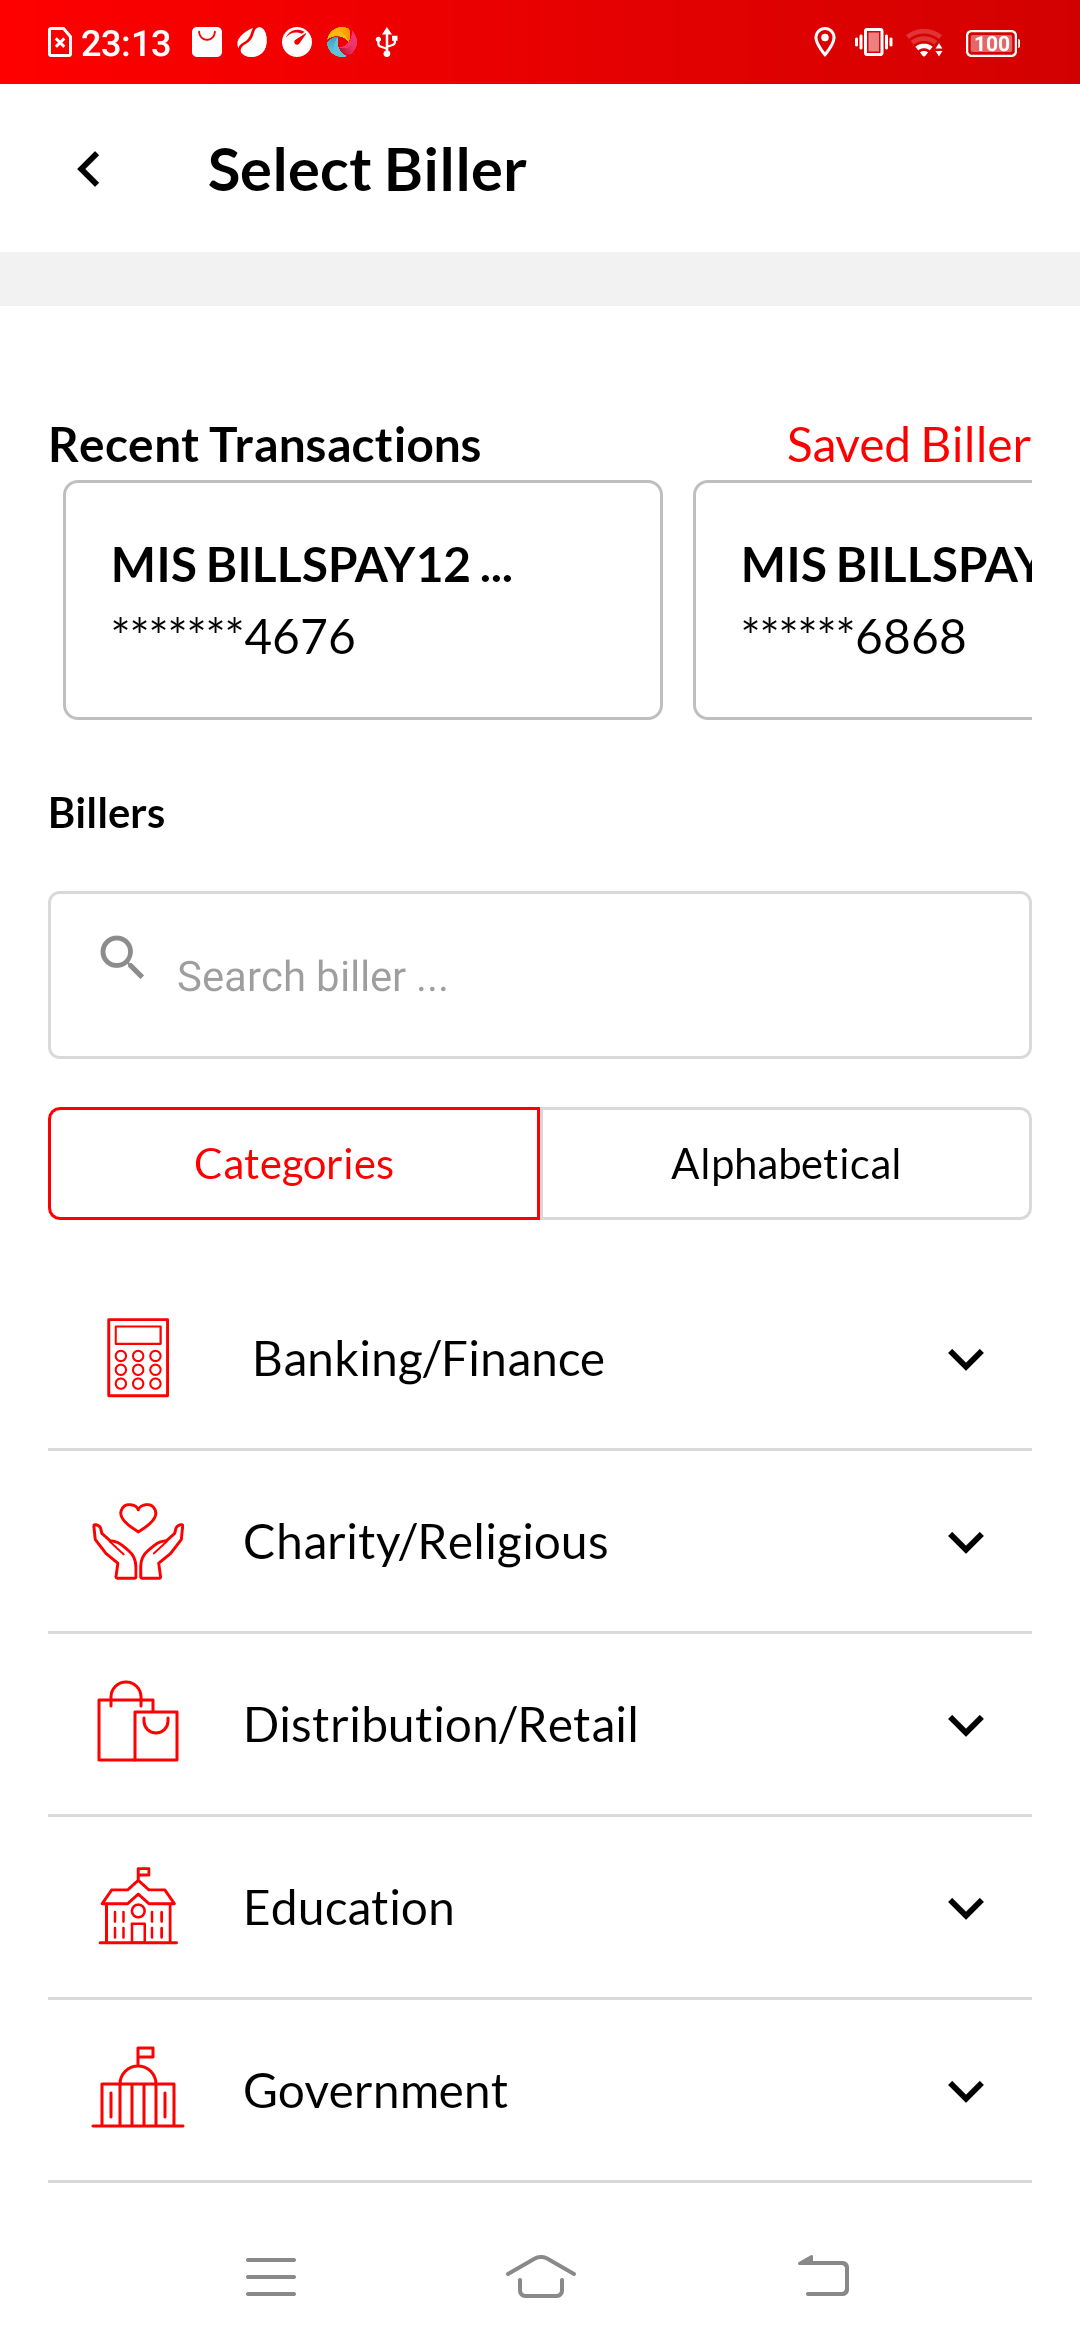 23:13
100
Select Biller
Recent Transactions
Saved Biller
MIS BILLSPAY12 ...
*******4676
MIS BILLSPAY
******6868
Billers
Search biller ...
Categories
Alphabetical
Banking/Finance
Charity/Religious
Distribution/Retail
Education
Government